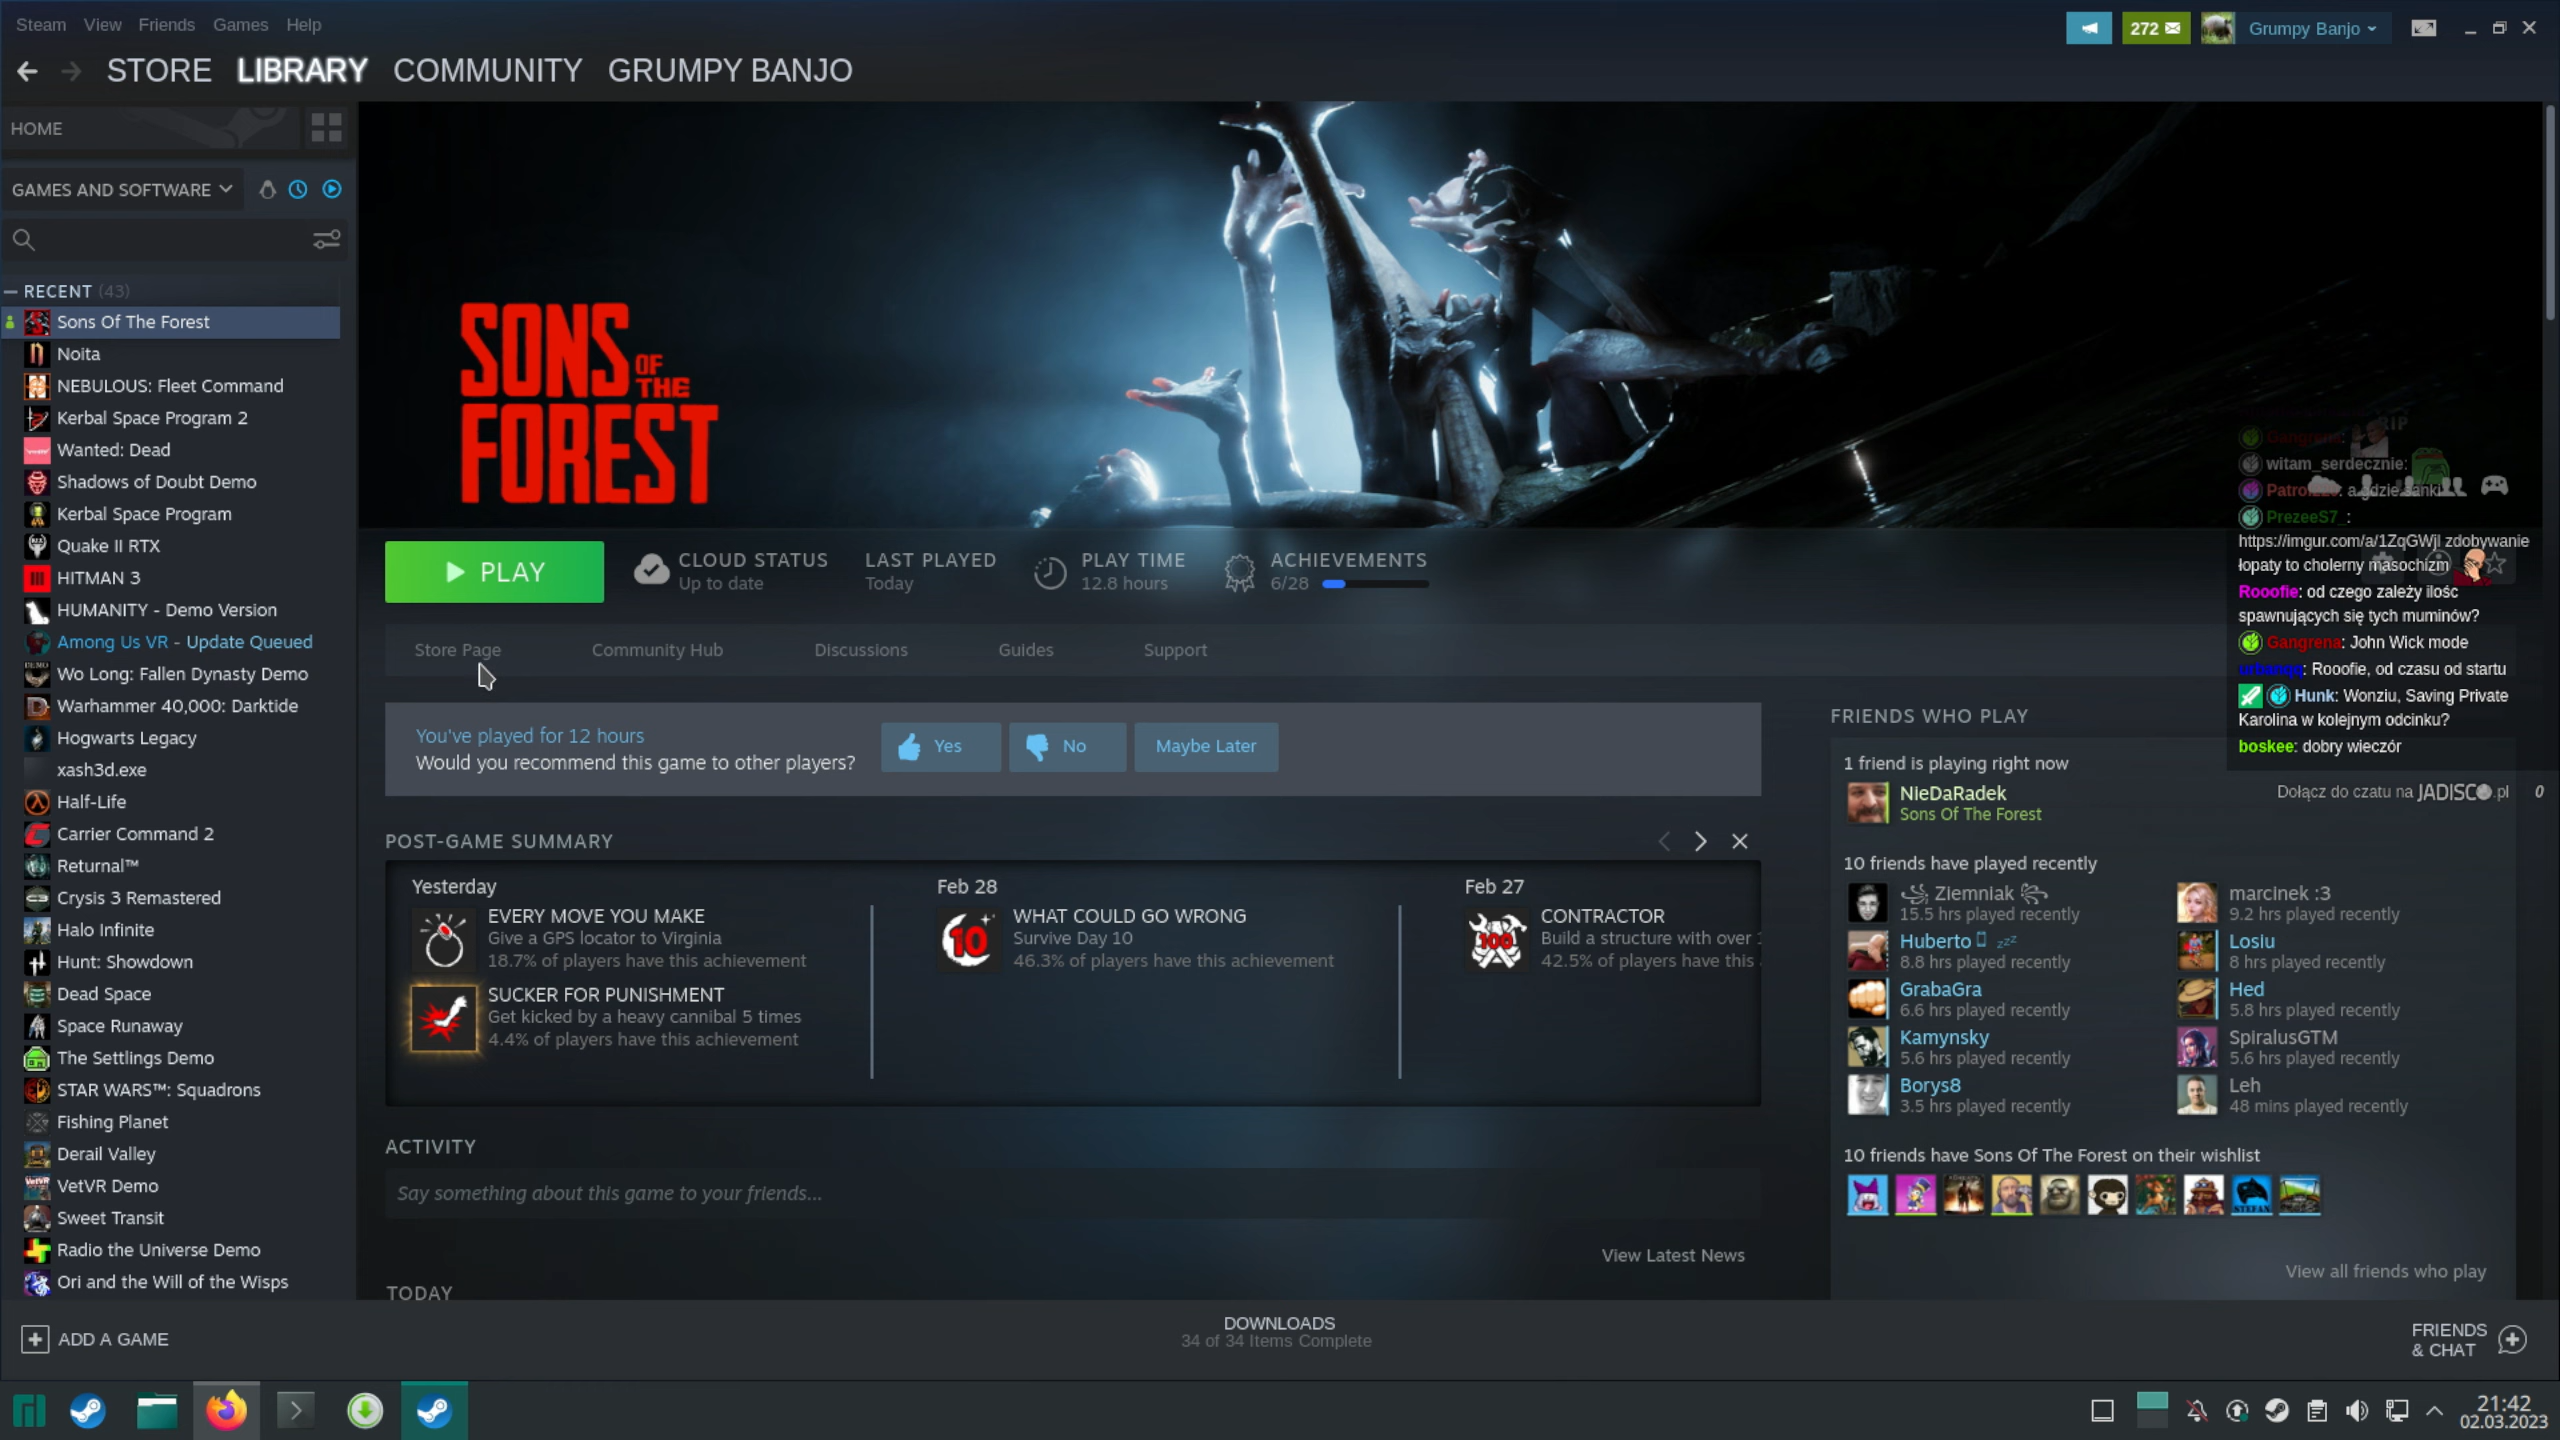 Steam View Friends Games Help
272
Grumpy Banjo
STORE LIBRARY COMMUNITY GRUMPY BANJO
HOME
GAMES AND SOFTWARE
RECENT (43)
Sons Of The Forest
Noita
NEBULOUS: Fleet Command
Kerbal Space Program 2
Wanted: Dead
Shadows of Doubt Demo
Kerbal Space Program
Quake II RTX
HITMAN 3
HUMANITY - Demo Version
Among Us VR - Update Queued
Wo Long: Fallen Dynasty Demo
Warhammer 40,000: Darktide
Hogwarts Legacy
xash3d.exe
Half-Life
Carrier Command 2
Returnal™
Crysis 3 Remastered
Halo Infinite
Hunt: Showdown
Dead Space
Space Runaway
The Settlings Demo
STAR WARS™: Squadrons
Fishing Planet
Derail Valley
VetVR Demo
Sweet Transit
Radio the Universe Demo
Ori and the Will of the Wisps
SONS OF THE FOREST
PLAY
CLOUD STATUS
Up to date
LAST PLAYED
Today
PLAY TIME
12.8 hours
ACHIEVEMENTS
6/28
Store Page Community Hub Discussions Guides Support
You've played for 12 hours
Would you recommend this game to other players?
Yes
No
Maybe Later
POST-GAME SUMMARY
Yesterday
EVERY MOVE YOU MAKE
Give a GPS locator to Virginia
18.7% of players have this achievement
SUCKER FOR PUNISHMENT
Get kicked by a heavy cannibal 5 times
4.4% of players have this achievement
Feb 28
WHAT COULD GO WRONG
Survive Day 10
46.3% of players have this achievement
Feb 27
CONTRACTOR
Build a structure with over
42.5% of players have this
ACTIVITY
Say something about this game to your friends...
View Latest News
TODAY
RIP
Gangrena:
witam_serdecznie:
a gdzie sanki
PrezeeS7_:
https://imgur.com/a/1ZqGWjl zdobywanie
łopaty to cholerny masochizm
Rooofie: od czego zależy ilośc
spawnujących się tych muminów?
Gangrena: John Wick mode
urbanqq: Rooofie, od czasu od startu
Hunk: Wonziu, Saving Private
Karolina w kolejnym odcinku?
boskee: dobry wieczór
Dołącz do czatu na JADISCO.pl 0
FRIENDS WHO PLAY
1 friend is playing right now
NieDaRadek
Sons Of The Forest
10 friends have played recently
Ziemniak
15.5 hrs played recently
marcinek :3
9.2 hrs played recently
Huberto zzz
8.8 hrs played recently
Losiu
8 hrs played recently
GrabaGra
6.6 hrs played recently
Hed
5.8 hrs played recently
Kamynsky
5.6 hrs played recently
SpiralusGTM
5.6 hrs played recently
Borys8
3.5 hrs played recently
Leh
48 mins played recently
10 friends have Sons Of The Forest on their wishlist
STEFAN
View all friends who play
ADD A GAME
DOWNLOADS
34 of 34 Items Complete
FRIENDS
& CHAT
21:42
02.03.2023